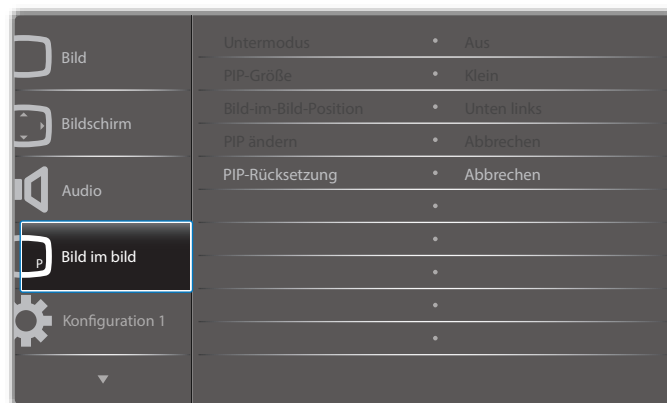 Bild
Bildschirm
Audio
P
Bild im bild
Konfiguration 1
Untermodus • Aus
PIP-Größe • Klein
Bild-im-Bild-Position • Unten links
PIP ändern • Abbrechen
PIP-Rücksetzung • Abbrechen
•
•
•
•
•